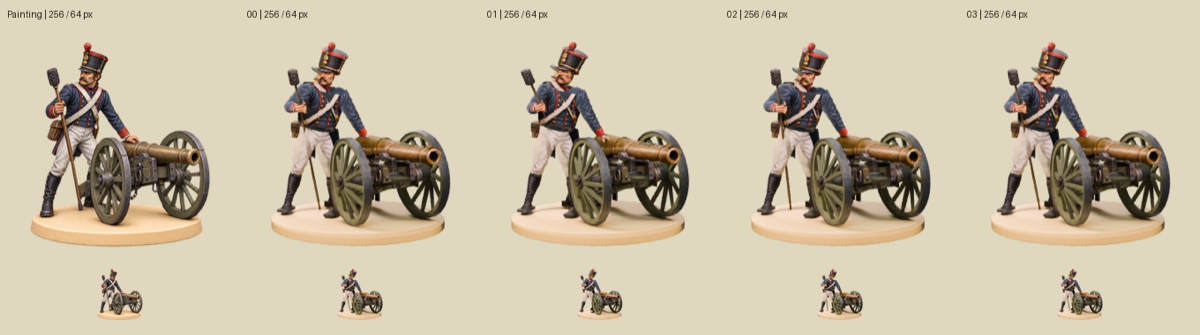 Painting | 256 / 64 px
00 | 256 / 64 px
01 | 256 / 64 px
02 | 256 / 64 px
03 | 256 / 64 px